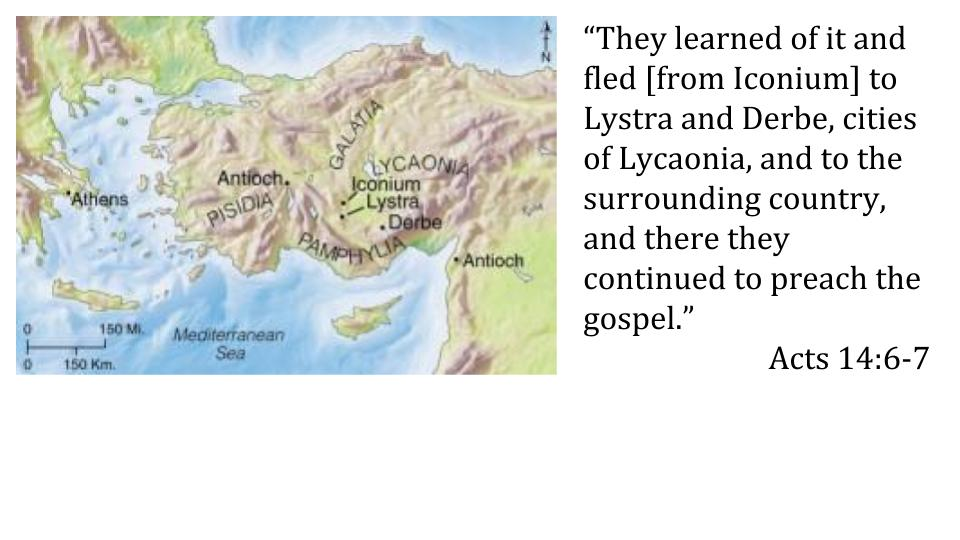 N
GALATIA
LYCAONIA
Antioch
Iconium
Lystra
Athens
PISIDIA
Derbe
PAMPHYLIA
Antioch
0 150 Mi.
Mediterranean
Sea
0 150 Km.
“They learned of it and
fled [from Iconium] to
Lystra and Derbe, cities
of Lycaonia, and to the
surrounding country,
and there they
continued to preach the
gospel.”
Acts 14:6-7